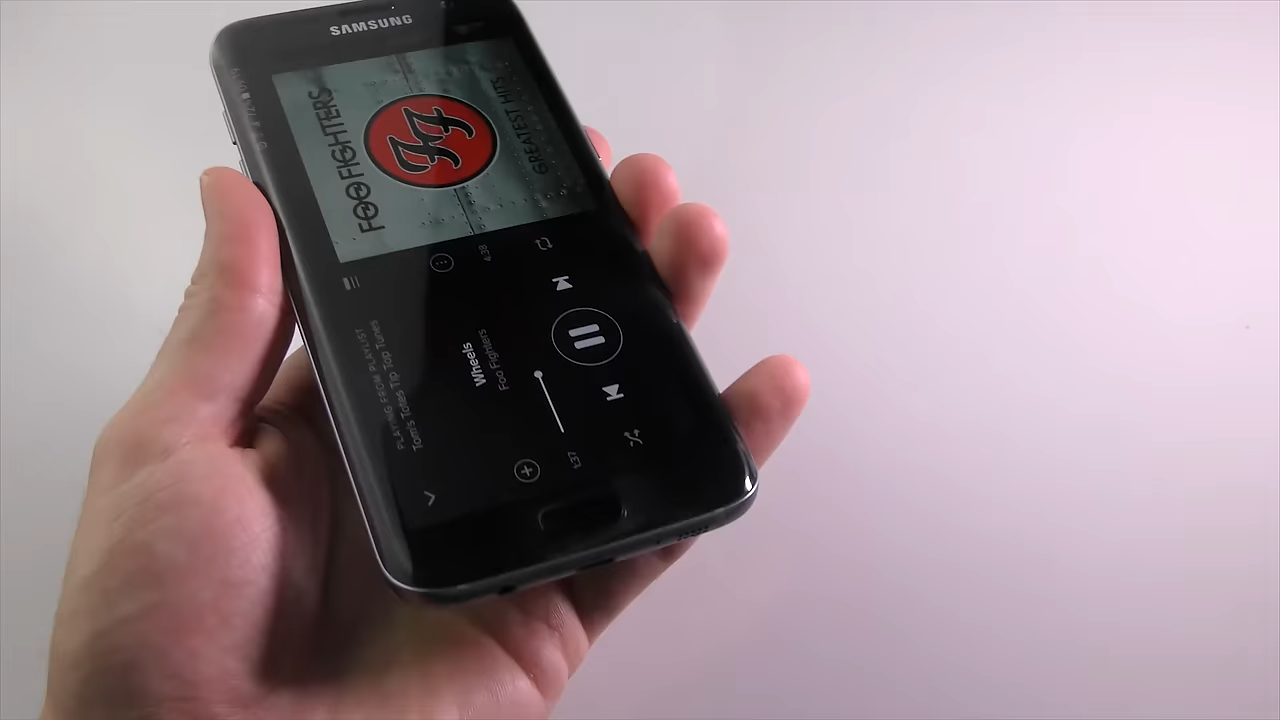 SAMSUNG
FOO FIGHTERS
FF
GREATEST HITS
PLAYING FROM PLAYLIST
Tom's Totes Tip Top Tunes
Wheels
Foo Fighters
1:37
4:38